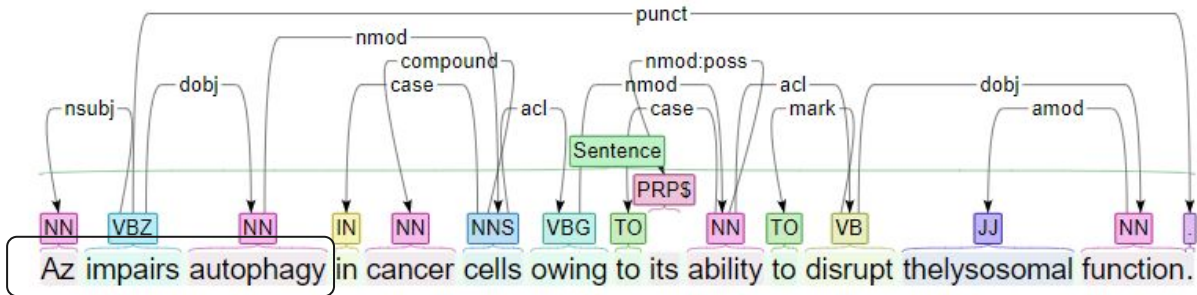 punct
nmod
compound nmod:poss
dobj case nmod acl dobj
nsubj acl case mark amod
Sentence
PRP$
NN VBZ NN IN NN NNS VBG TO NN TO VB JJ NN .
Az impairs autophagy in cancer cells owing to its ability to disrupt thelysosomal function.